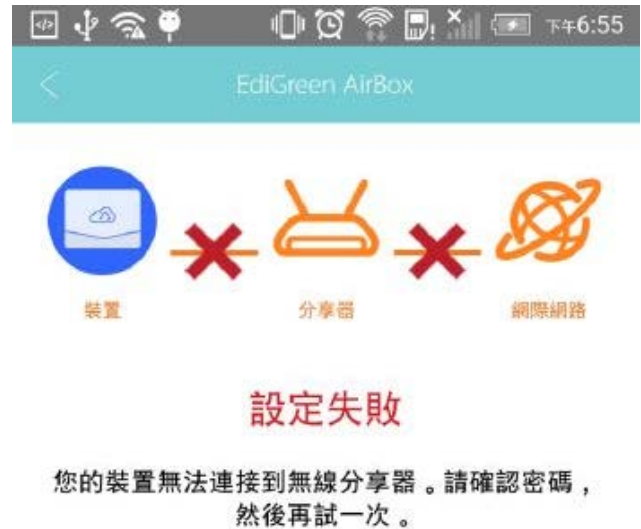 下午6:55
EdiGreen AirBox
裝置 分享器 網際網路
設定失敗
您的裝置無法連接到無線分享器。請確認密碼，
然後再試一次。